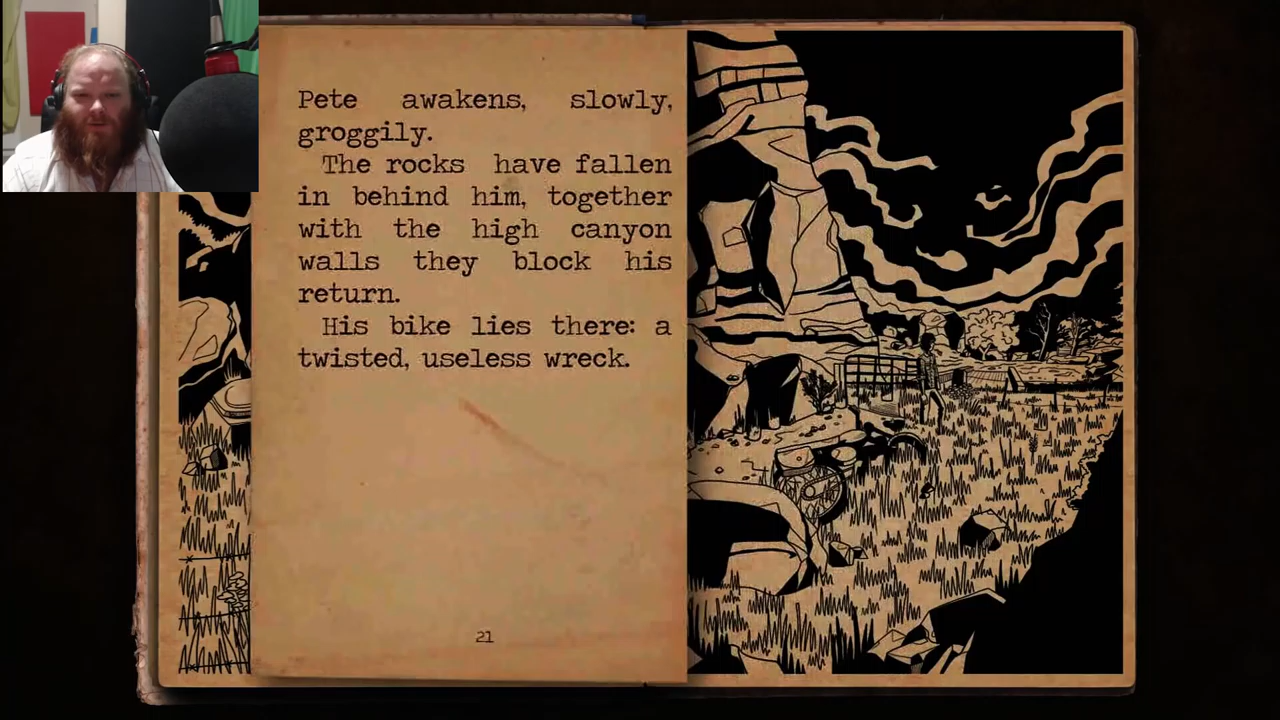 Pete awakens, slowly,
groggily.
The rocks have fallen
in behind him, together
with the high canyon
walls they block his
return.
His bike lies there: a
twisted, useless wreck.
21